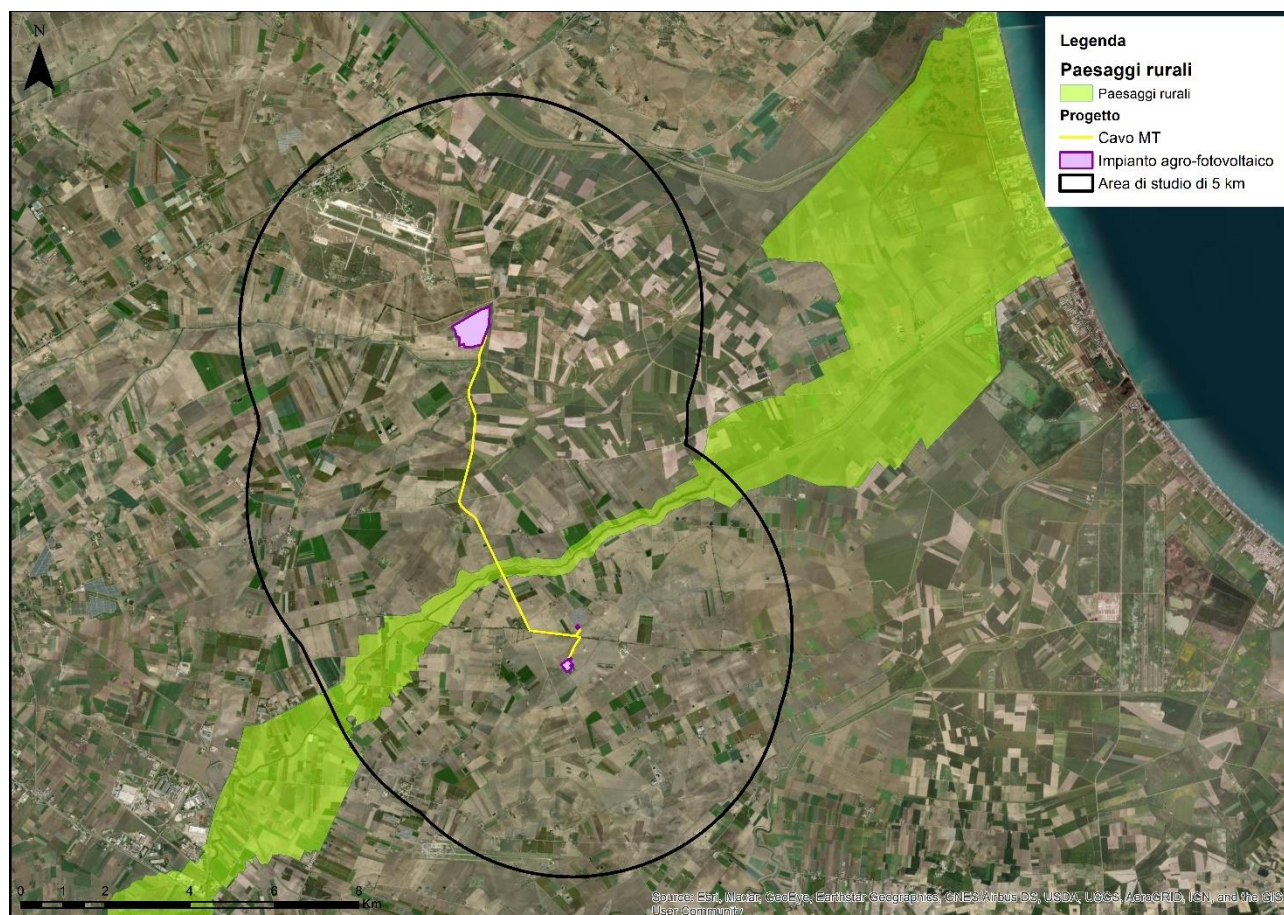 N
Legenda
Paesaggi rurali
Paesaggi rurali
Progetto
Cavo MT
Impianto agro-fotovoltaico
Area di studio di 5 km
0 1 2 4 6 8
Km
Source: Esri, Maxar, GeoEye, Earthstar Geographics, CNES/Airbus DS, USDA, USGS, AeroGRID, IGN, and the GIS
User Community